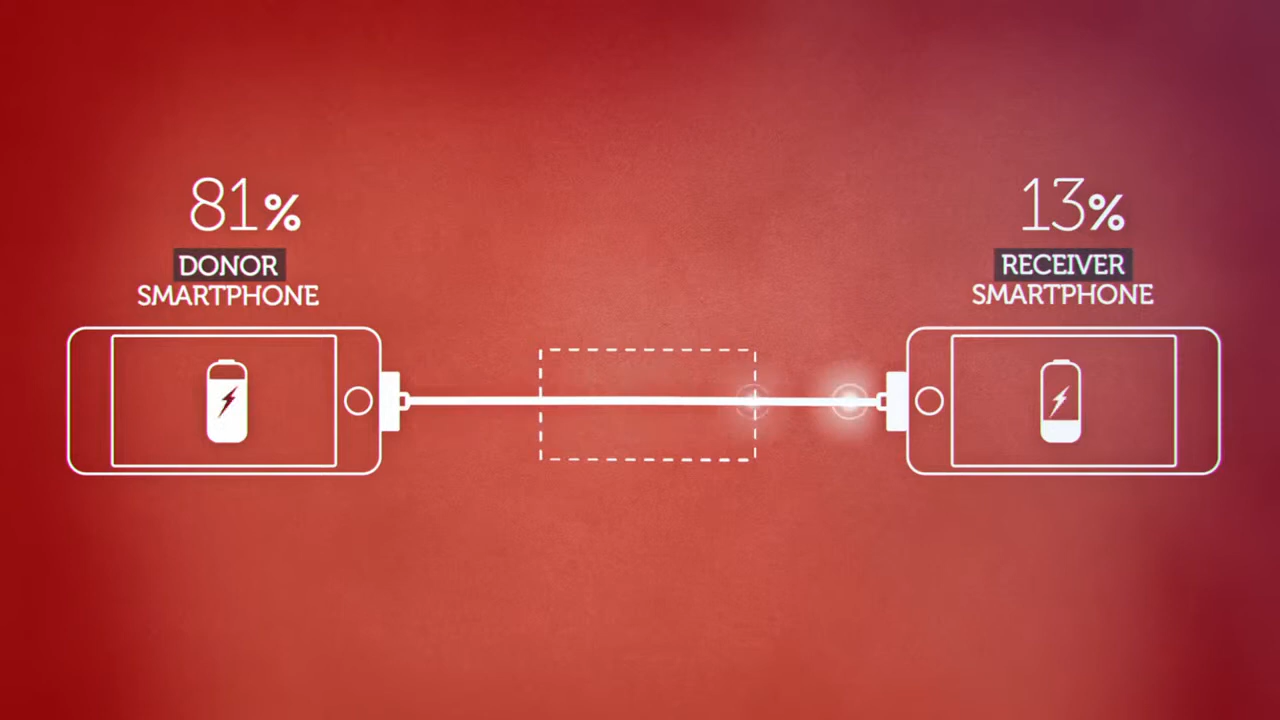 81%
DONOR
SMARTPHONE
13%
RECEIVER
SMARTPHONE